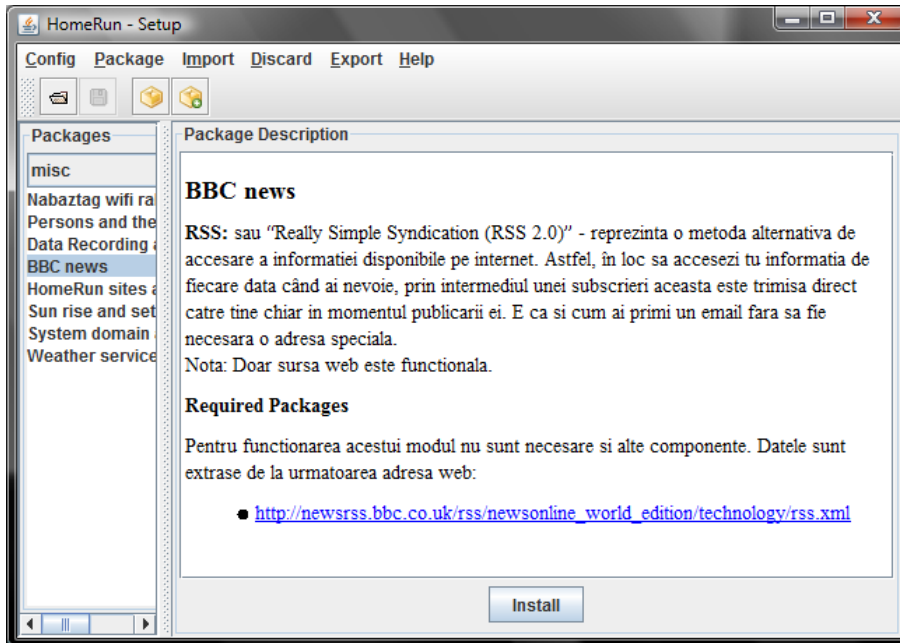 HomeRun - Setup
Config Package Import Discard Export Help
Packages
misc
Nabaztag wifi ra
Persons and the
Data Recording
BBC news
HomeRun sites
Sun rise and set
System domain
Weather service
Package Description
BBC news
RSS: sau “Really Simple Syndication (RSS 2.0)” - reprezinta o metoda alternativa de
accesare a informatiei disponibile pe internet. Astfel, în loc sa accesezi tu informatia de
fiecare data când ai nevoie, prin intermediul unei subscrieri aceasta este trimisa direct
catre tine chiar in momentul publicarii ei. E ca si cum ai primi un email fara sa fie
necesara o adresa speciala.
Nota: Doar sursa web este functionala.
Required Packages
Pentru functionarea acestui modul nu sunt necesare si alte componente. Datele sunt
extrase de la urmatoarea adresa web:
http://newsrss.bbc.co.uk/rss/newsonline_world_edition/technology/rss.xml
Install